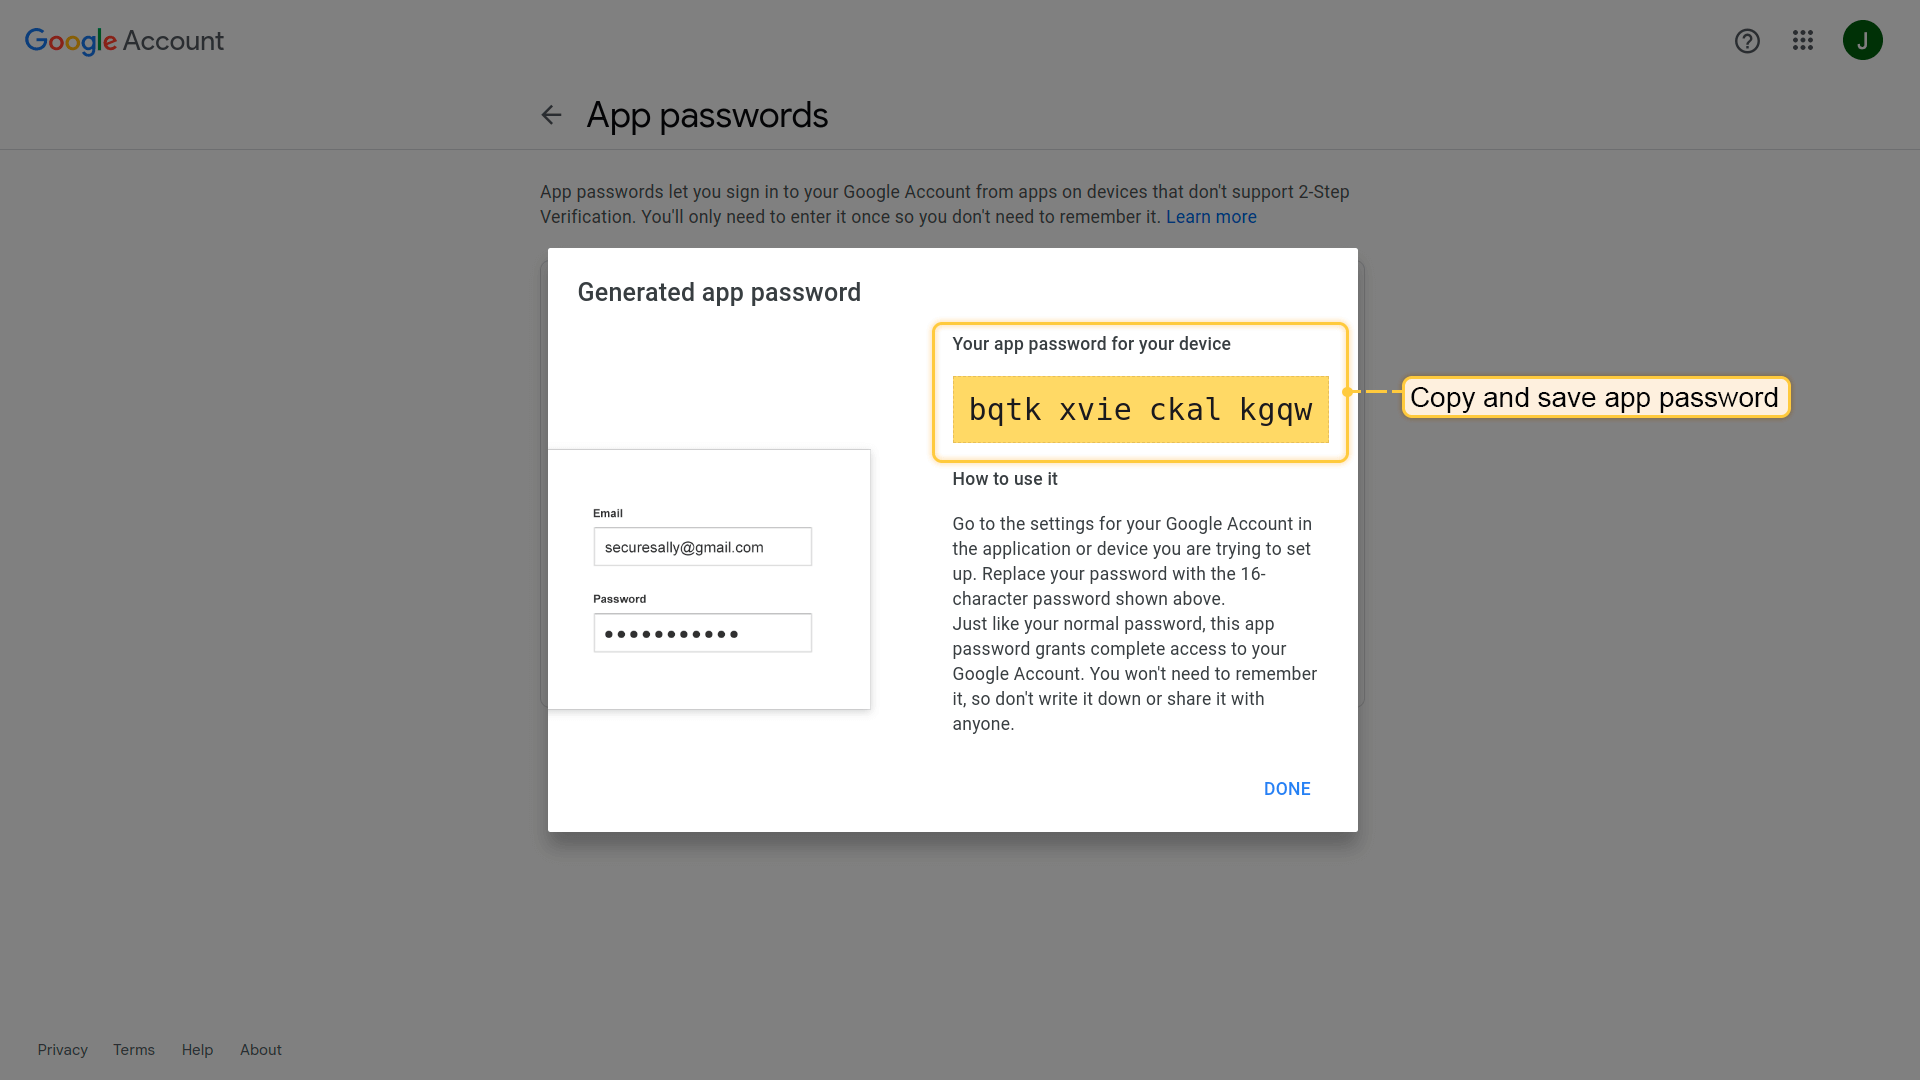 Google Account
J
App passwords
App passwords let you sign in to your Google Account from apps on devices that don't support 2-Step
Verification. You'll only need to enter it once so you don't need to remember it. Learn more
Generated app password
Your app password for your device
bqtk xvie ckal kgqw
Copy and save app password
Email
securesally@gmail.com
Password
How to use it
Go to the settings for your Google Account in
the application or device you are trying to set
up. Replace your password with the 16-
character password shown above.
Just like your normal password, this app
password grants complete access to your
Google Account. You won't need to remember
it, so don't write it down or share it with
anyone.
DONE
Privacy Terms Help About